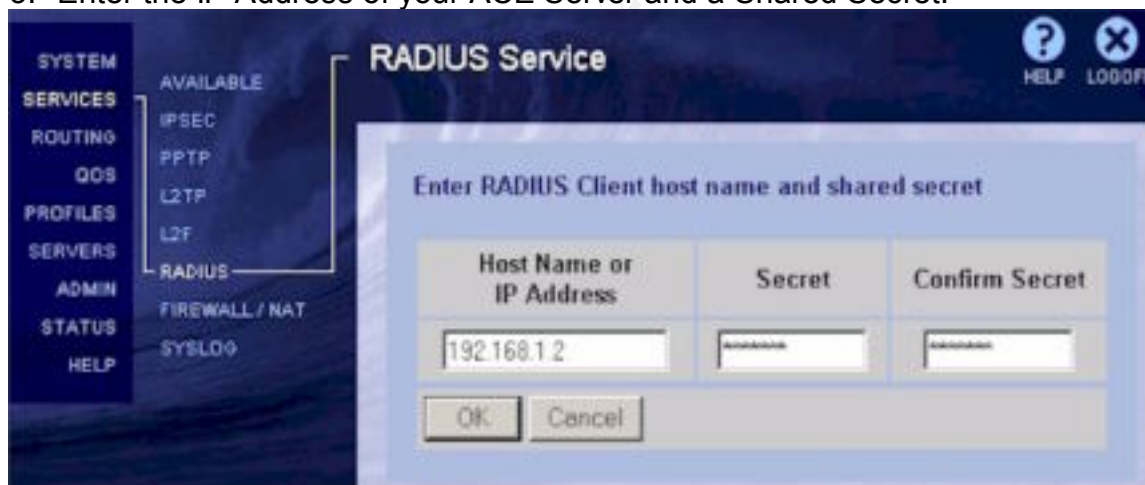 Enter the IP Address of your ACE Server and a Shared Secret.
RADIUS Service
HELP
SYSTEM
SERVICES
ROUTING
QOS
PROFILES
SERVERS
ADMIN
STATUS
HELP
AVAILABLE
IPSEC
PPTP
L2TP
L2F
RADIUS
FIREWALL / NAT
SYSLOG
Enter RADIUS Client host name and shared secret
Host Name or
IP Address
Secret
Confirm Secret
192.168.1.2
OK
Cancel